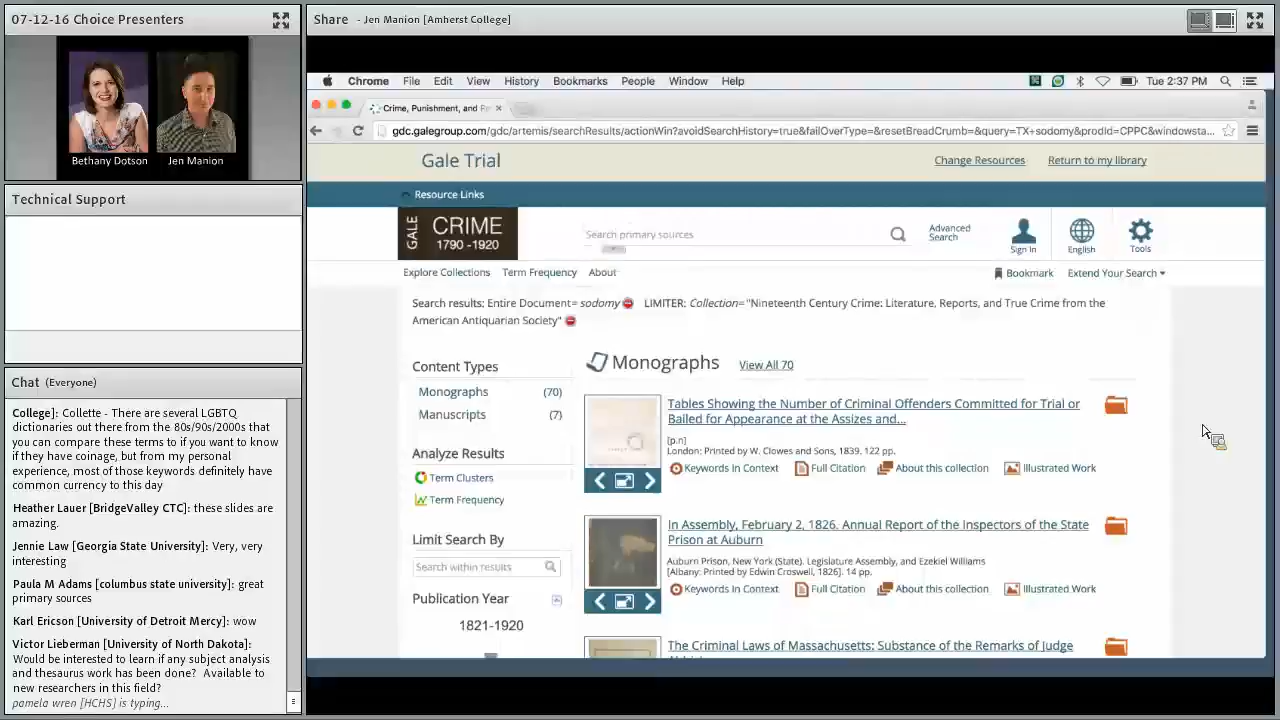 07-12-16 Choice Presenters
Bethany Dotson
Jen Manion
Technical Support
Chat (Everyone)
College]: Collette - There are several LGBTQ
dictionaries out there from the 80s/90s/2000s that
you can compare these terms to if you want to know
if they have coinage, but from my personal
experience, most of those keywords definitely have
common currency to this day
Heather Lauer [BridgeValley CTC]: these slides are
amazing.
Jennie Law [Georgia State University]: Very, very
interesting
Paula M Adams [columbus state university]: great
primary sources
Karl Ericson [University of Detroit Mercy]: wow
Victor Lieberman [University of North Dakota]:
Would be interested to learn if any subject analysis
and thesaurus work has been done?  Available to
new researchers in this field?
pamela wren [HCHS] is typing...
Share - Jen Manion [Amherst College]
Chrome File Edit View History Bookmarks People Window Help
Tue 2:37 PM
Crime, Punishment, and
gdc.galegroup.com/gdc/artemis/searchResults/actionWin?avoidSearchHistory=true&failOverType=&resetBreadCrumb=&query=TX+sodomy&prodId=CPPC&windowsta...
Gale Trial
Change Resources
Return to my library
Resource Links
GALE
CRIME
1790-1920
Search primary sources
Advanced
Search
Sign In
English
Tools
Explore Collections
Term Frequency
About
Bookmark
Extend Your Search
Search results; Entire Document= sodomy LIMITER: Collection= "Nineteenth Century Crime: Literature, Reports, and True Crime from the
American Antiquarian Society"
Content Types
Monographs (70)
Manuscripts (7)
Analyze Results
Term Clusters
Term Frequency
Limit Search By
Search within results
Publication Year
1821-1920
Monographs View All 70
Tables Showing the Number of Criminal Offenders Committed for Trial or
Bailed for Appearance at the Assizes and...
[p.n]
London: Printed by W. Clowes and Sons, 1839. 122 pp.
Keywords In Context Full Citation About this collection Illustrated Work
In Assembly, February 2, 1826. Annual Report of the Inspectors of the State
Prison at Auburn
Auburn Prison, New York (State). Legislature Assembly, and Ezekiel Williams
[Albany: Printed by Edwin Croswell, 1826]. 14 pp.
Keywords In Context Full Citation About this collection Illustrated Work
The Criminal Laws of Massachusetts: Substance of the Remarks of Judge